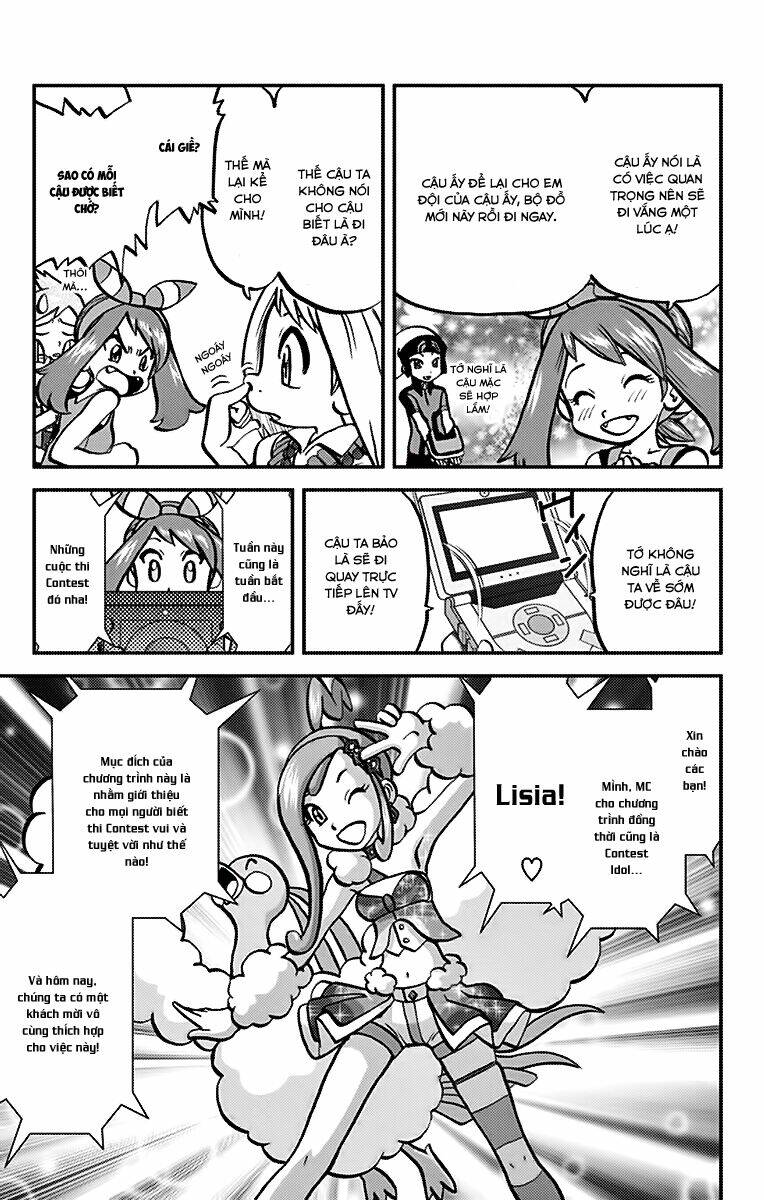 CẬU ẤY NÓI LÀ
CÓ VIỆC QUAN
TRỌNG NÊN SẼ
ĐI VẮNG MỘT
LÚC Ạ!
CẬU ẤY ĐỂ LẠI CHO EM
ĐỘI CỦA CẬU ẤY, BỘ ĐỒ
MỚI NÀY RỒI ĐI NGAY.
TỚ NGHĨ LÀ
CẬU MẶC
SẼ HỢP
LẮM!
THẾ CẬU TA
KHÔNG NÓI
CHO CẬU
BIẾT LÀ ĐI
ĐÂU À?
THẾ MÀ
LẠI KỂ
CHO
MÌNH!
NGOÁY
NGOÁY
CÁI GIỀ?
SAO CÓ MỖI
CẬU ĐƯỢC BIẾT
CHỚ?
THÔI
MÀ...
TỚ KHÔNG
NGHĨ LÀ CẬU
TA VỀ SỚM
ĐƯỢC ĐÂU!
CẬU TA BẢO
LÀ SẼ ĐI
QUAY TRỰC
TIẾP LÊN TV
ĐẤY!
Tuần này
cũng là
tuần bắt
đầu...
Những
cuộc thi
Contest
đó nha!
Xin
chào
các
bạn!
Mình, MC
cho chương
trình đồng
thời cũng là
Contest
Idol...
Lisia!
♡
Mục đích của
chương trình này là
nhằm giới thiệu
cho mọi người biết
thi Contest vui và
tuyệt vời như thế
nào!
Và hôm nay,
chúng ta có một
khách mời vô
cùng thích hợp
cho việc này!